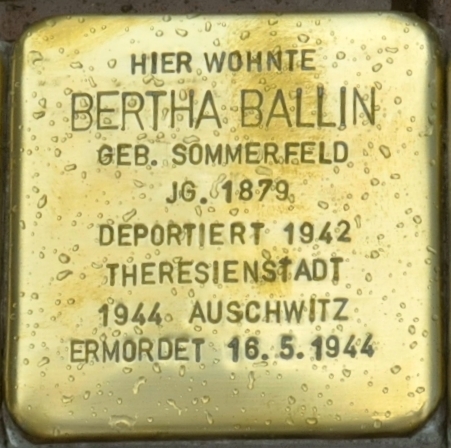 HIER WOHNTE
BERTHA BALLIN
GEB. SOMMERFELD
JG. 1879
DEPORTIERT 1942
THERESIENSTADT
1944 AUSCHWITZ
ERMORDET 16.5.1944